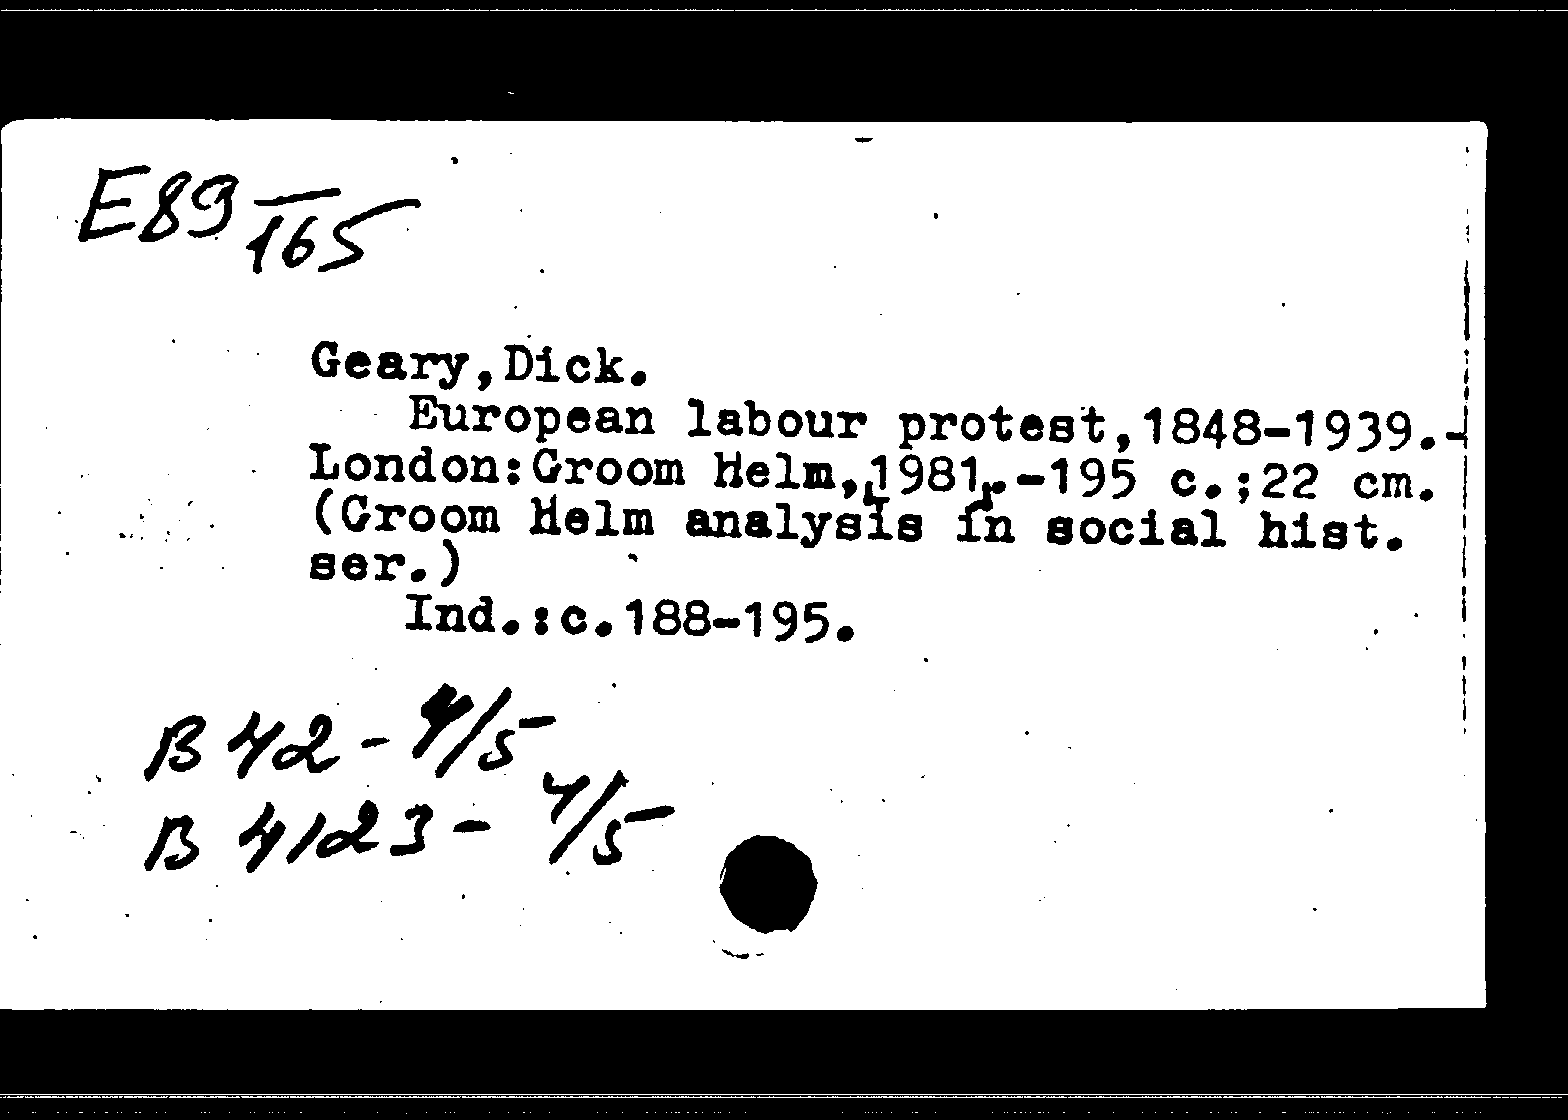 E89/165
Geary,Dick.
European labour protest,1848-1939.-
London:Groom Helm,1981.-195 c.;22 cm.
(Groom Helm analysis in social hist.
ser.)
Ind.:c.188-195.
В 42 - 4/5
В 4123 - 4/5